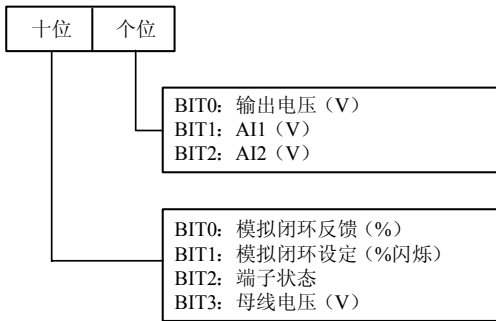 十位 个位
BIT0：输出电压（V）
BIT1：AI1（V）
BIT2：AI2（V）
BIT0：模拟闭环反馈（%）
BIT1：模拟闭环设定（%闪烁）
BIT2：端子状态
BIT3：母线电压（V）